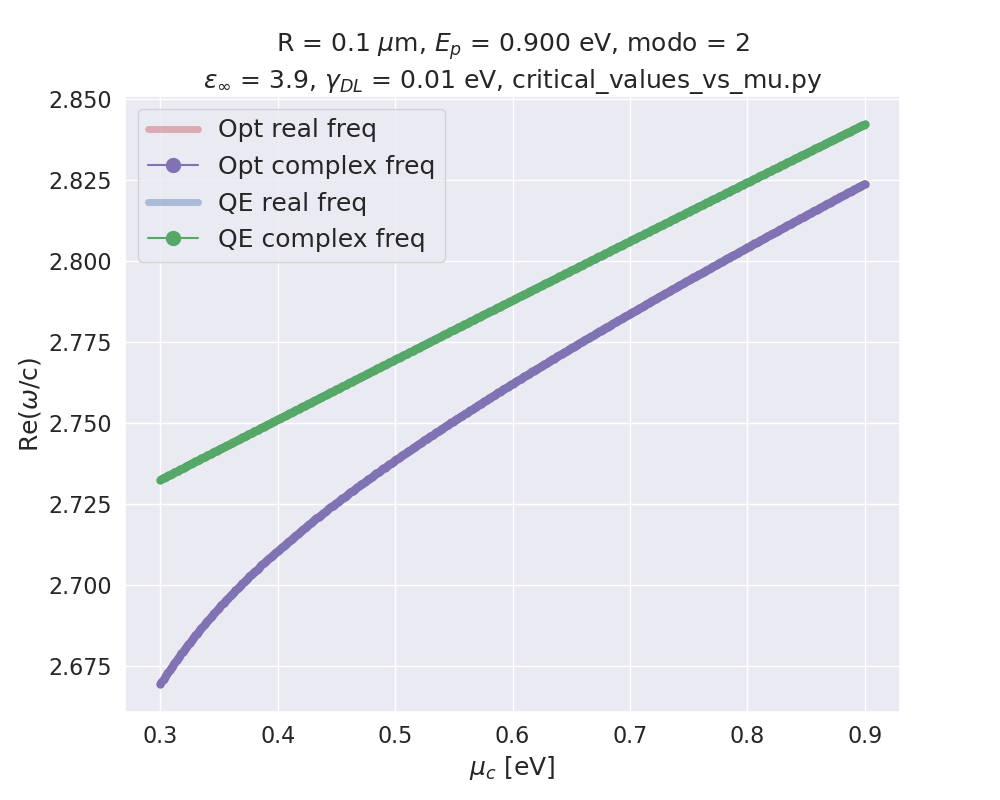 R = 0.1 μm, E_p = 0.900 eV, modo = 2
ε_∞ = 3.9, γ_DL = 0.01 eV, critical_values_vs_mu.py
2.850
2.825
2.800
2.775
2.750
2.725
2.700
2.675
Opt real freq
Opt complex freq
QE real freq
QE complex freq
Re(ω/c)
0.3 0.4 0.5 0.6 0.7 0.8 0.9
μ_c [eV]